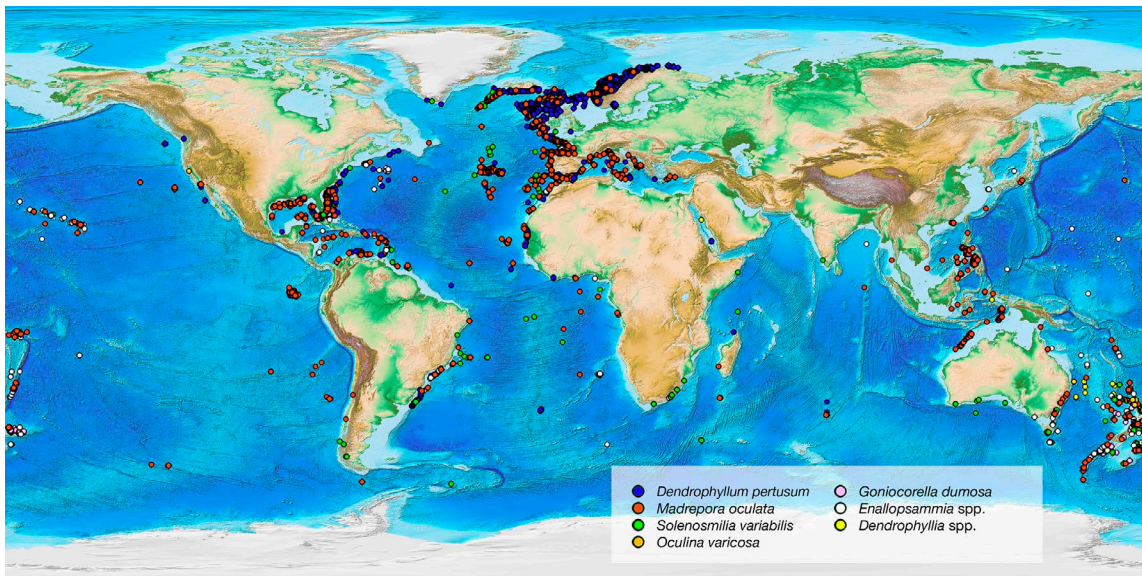 Dendrophyllum pertusum
Madrepora oculata
Solenosmilia variabilis
Oculina varicosa
Goniocorella dumosa
Enallopsammia spp.
Dendrophyllia spp.